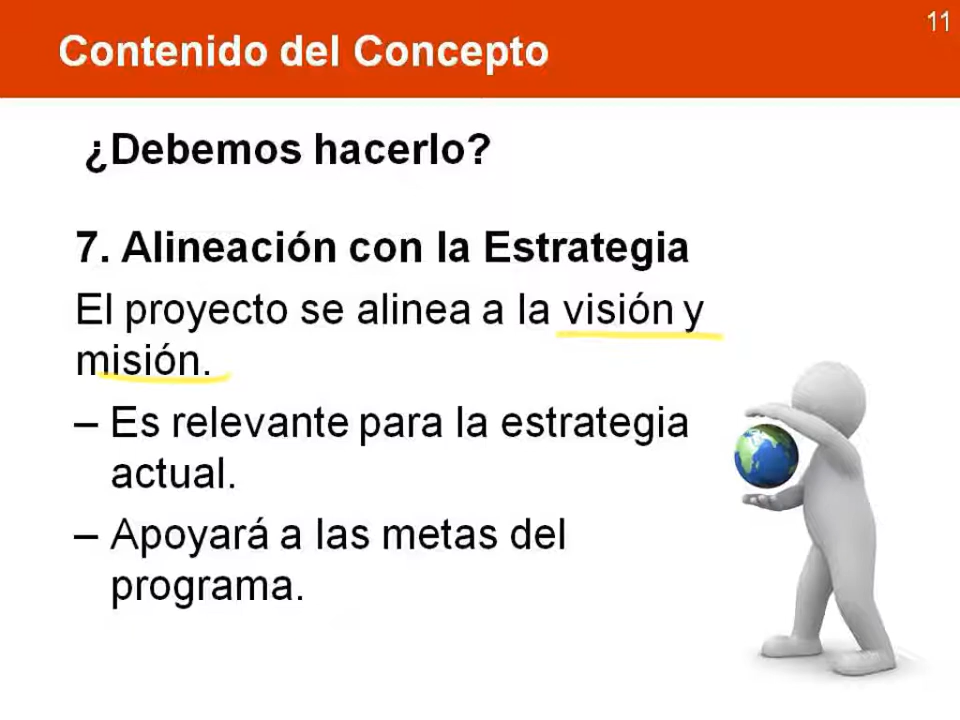 11
Contenido del Concepto
¿Debemos hacerlo?
7. Alineación con la Estrategia
El proyecto se alinea a la visión y
misión.
– Es relevante para la estrategia
actual.
– Apoyará a las metas del
programa.